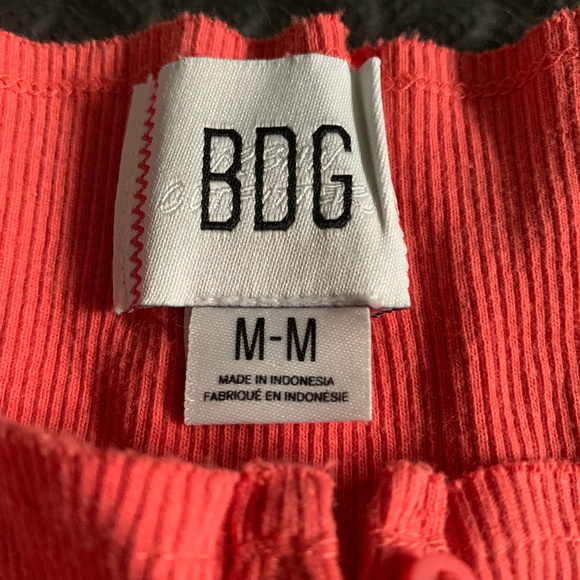 BDG
M-M
MADE IN INDONESIA
FABRIQUÉ EN INDONÉSIE